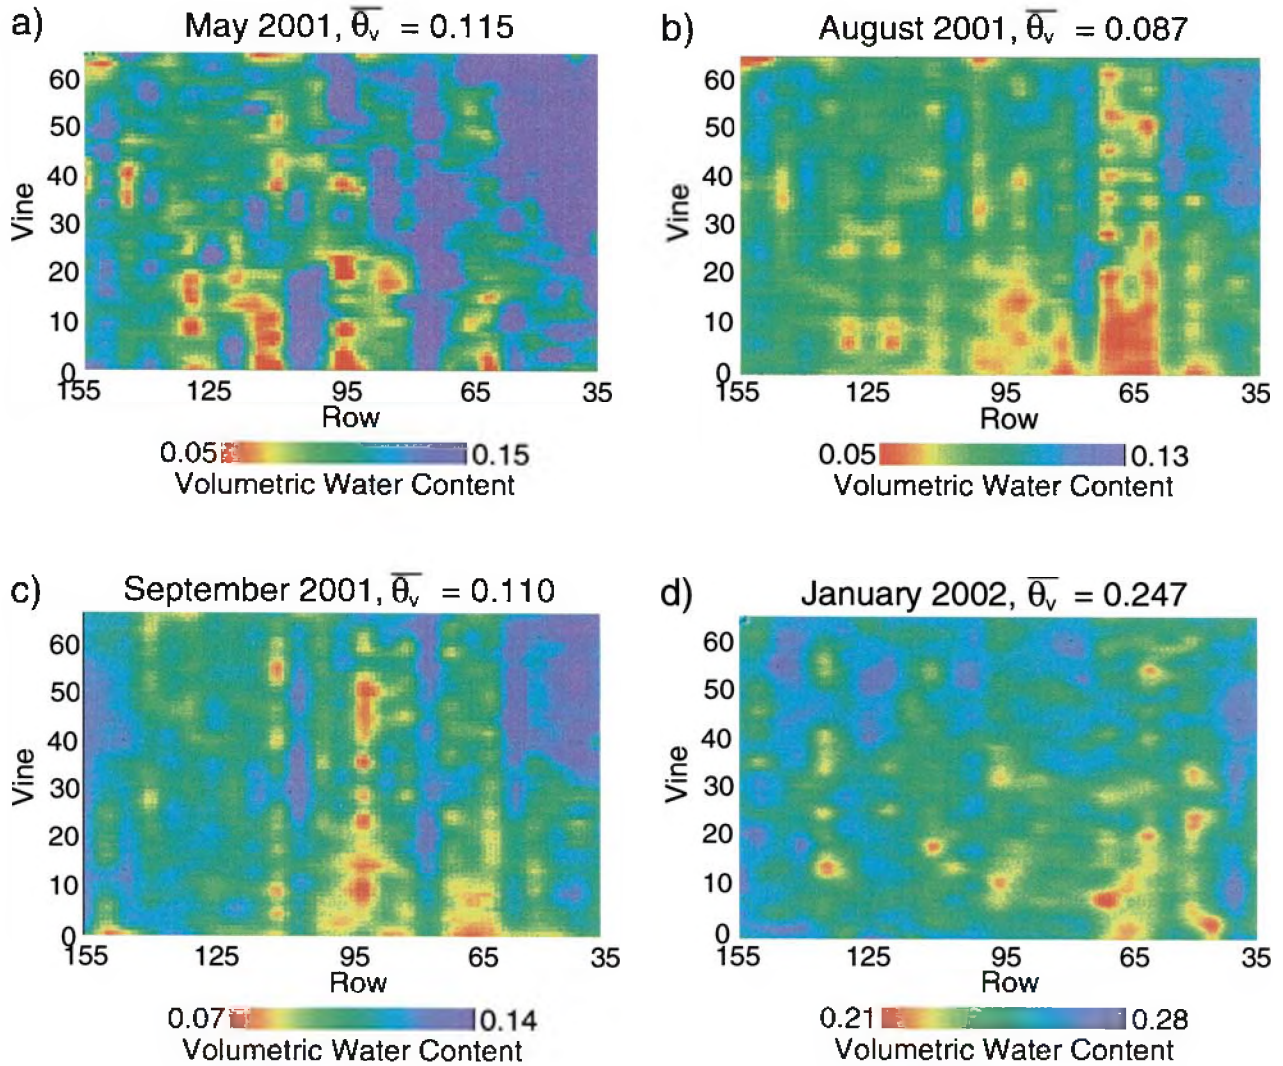 a) May 2001, θv = 0.115
60
50
40
30
20
10
0
Vine
155 125 95 65 35
Row
0.05 0.15
Volumetric Water Content
b) August 2001, θv = 0.087
60
50
40
30
20
10
0
Vine
155 125 95 65 35
Row
0.05 0.13
Volumetric Water Content
c) September 2001, θv = 0.110
60
50
40
30
20
10
0
Vine
155 125 95 65 35
Row
0.07 0.14
Volumetric Water Content
d) January 2002, θv = 0.247
60
50
40
30
20
10
0
Vine
155 125 95 65 35
Row
0.21 0.28
Volumetric Water Content